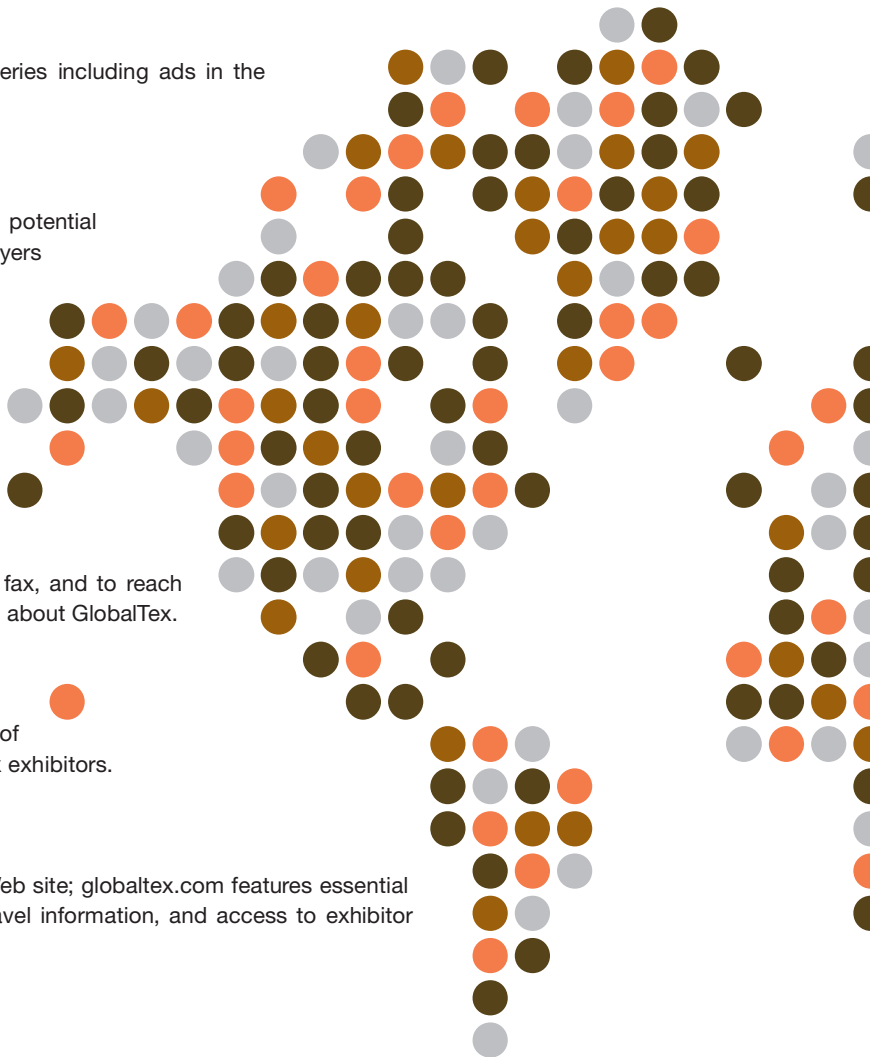 eries including ads in the
potential
yers
fax, and to reach
about GlobalTex.
of
exhibitors.
eb site; globaltex.com features essential
avel information, and access to exhibitor